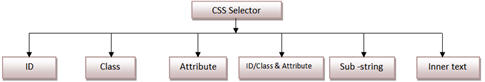 CSS Selector
ID
Class
Attribute
ID/Class & Attribute
Sub -string
Inner text